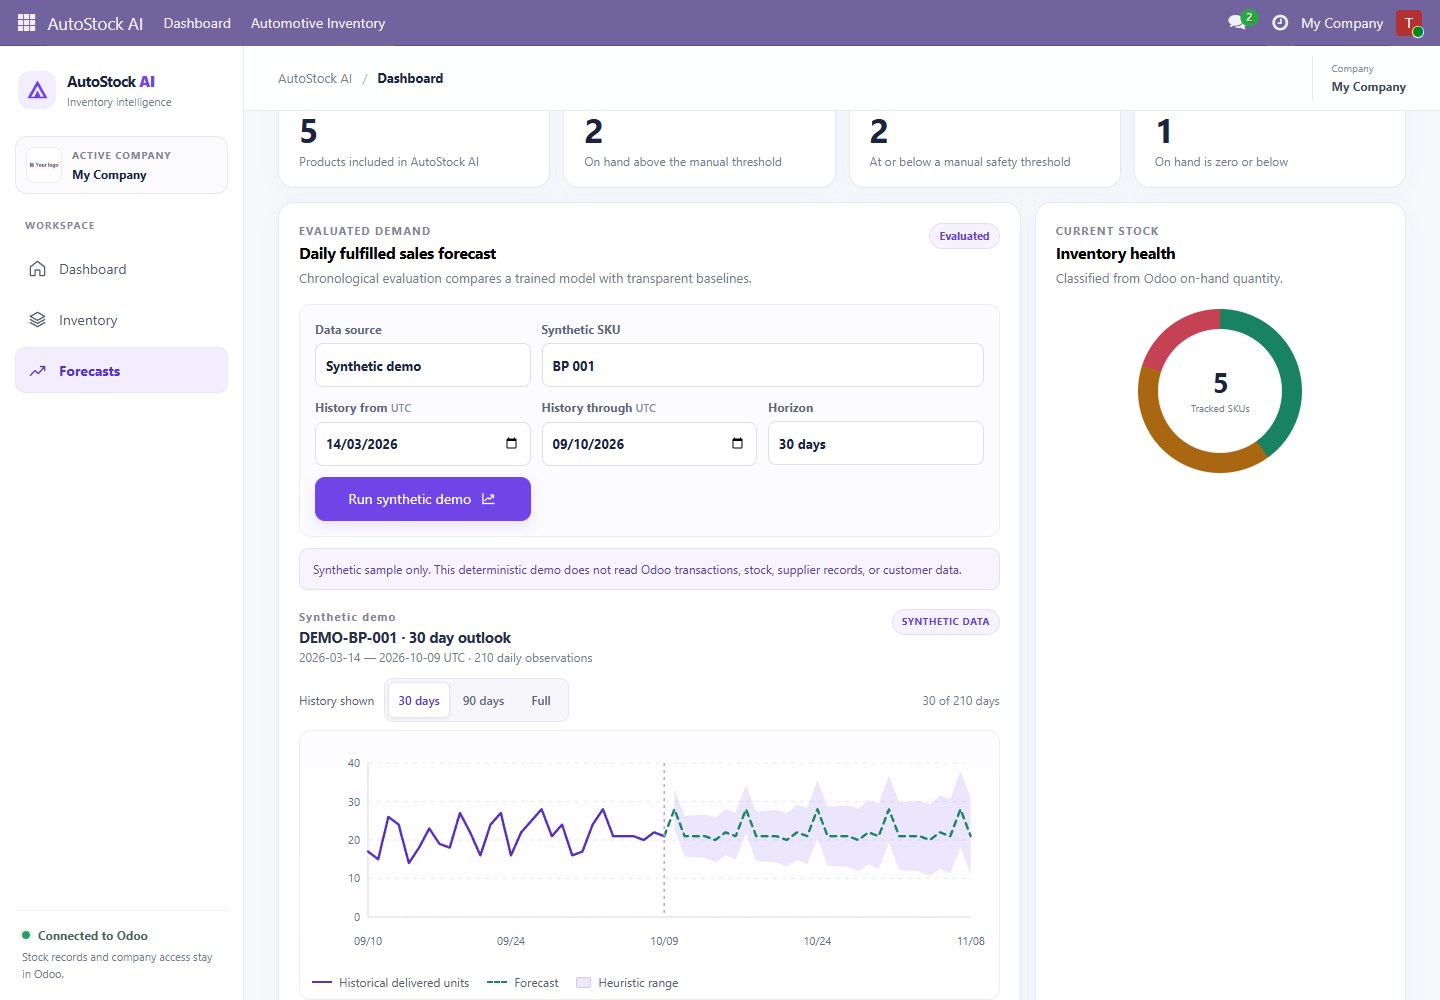 AutoStock AI
Dashboard
Automotive Inventory
2
My Company
T
AutoStock AI
Inventory intelligence
Your logo
ACTIVE COMPANY
My Company
WORKSPACE
Dashboard
Inventory
Forecasts
Connected to Odoo
Stock records and company access stay
in Odoo.
AutoStock AI / Dashboard
Company
My Company
5
Products included in AutoStock AI
2
On hand above the manual threshold
2
At or below a manual safety threshold
1
On hand is zero or below
EVALUATED DEMAND
Daily fulfilled sales forecast
Chronological evaluation compares a trained model with transparent baselines.
Evaluated
Data source
Synthetic demo
Synthetic SKU
BP 001
History from UTC
14/03/2026
History through UTC
09/10/2026
Horizon
30 days
Run synthetic demo
Synthetic sample only. This deterministic demo does not read Odoo transactions, stock, supplier records, or customer data.
Synthetic demo
DEMO-BP-001 · 30 day outlook
2026-03-14 — 2026-10-09 UTC · 210 daily observations
SYNTHETIC DATA
History shown
30 days
90 days
Full
30 of 210 days
40
30
20
10
0
09/10
09/24
10/09
10/24
11/08
Historical delivered units
Forecast
Heuristic range
CURRENT STOCK
Inventory health
Classified from Odoo on-hand quantity.
5
Tracked SKUs